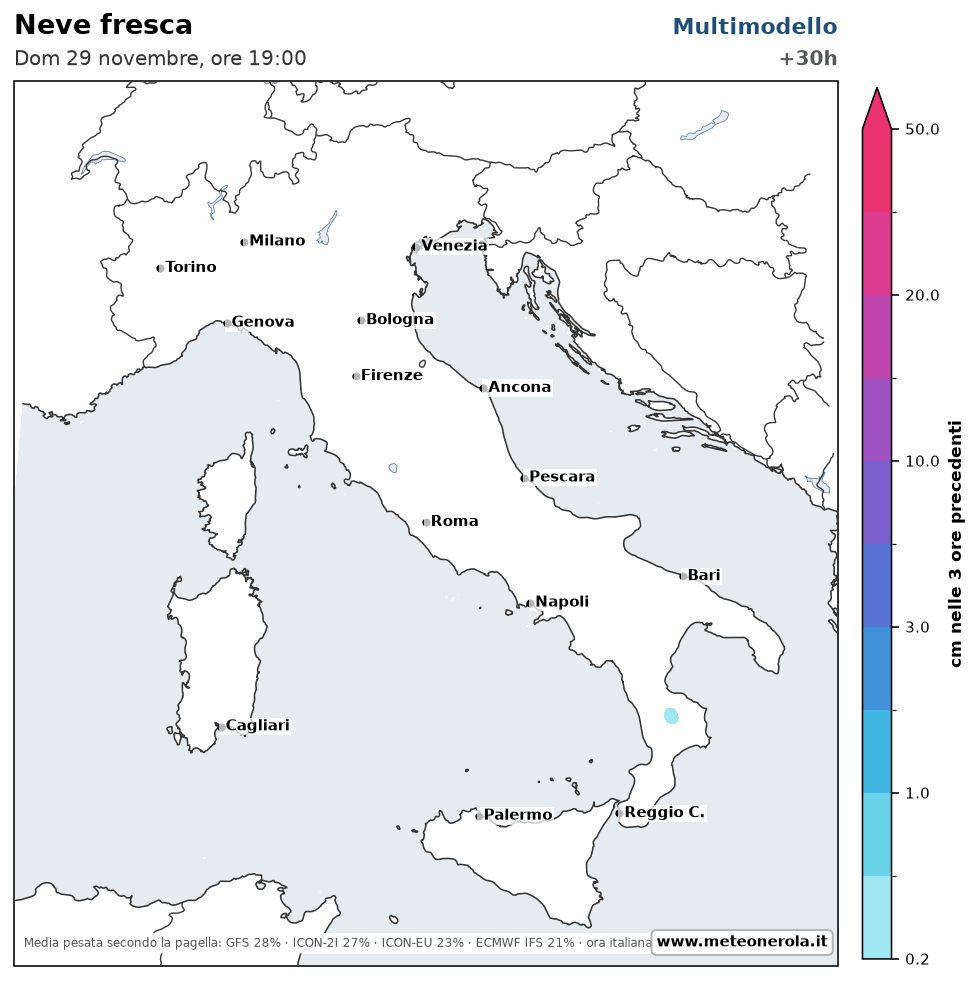 Neve fresca
Multimodello
Dom 29 novembre, ore 19:00
+30h
Milano
Venezia
Torino
Genova
Bologna
Firenze
Ancona
Pescara
Roma
Bari
Napoli
Cagliari
Palermo
Reggio C.
50.0
20.0
10.0
3.0
1.0
0.2
cm nelle 3 ore precedenti
Media pesata secondo la pagella: GFS 28% · ICON-2I 27% · ICON-EU 23% · ECMWF IFS 21% · ora italiana
www.meteonerola.it